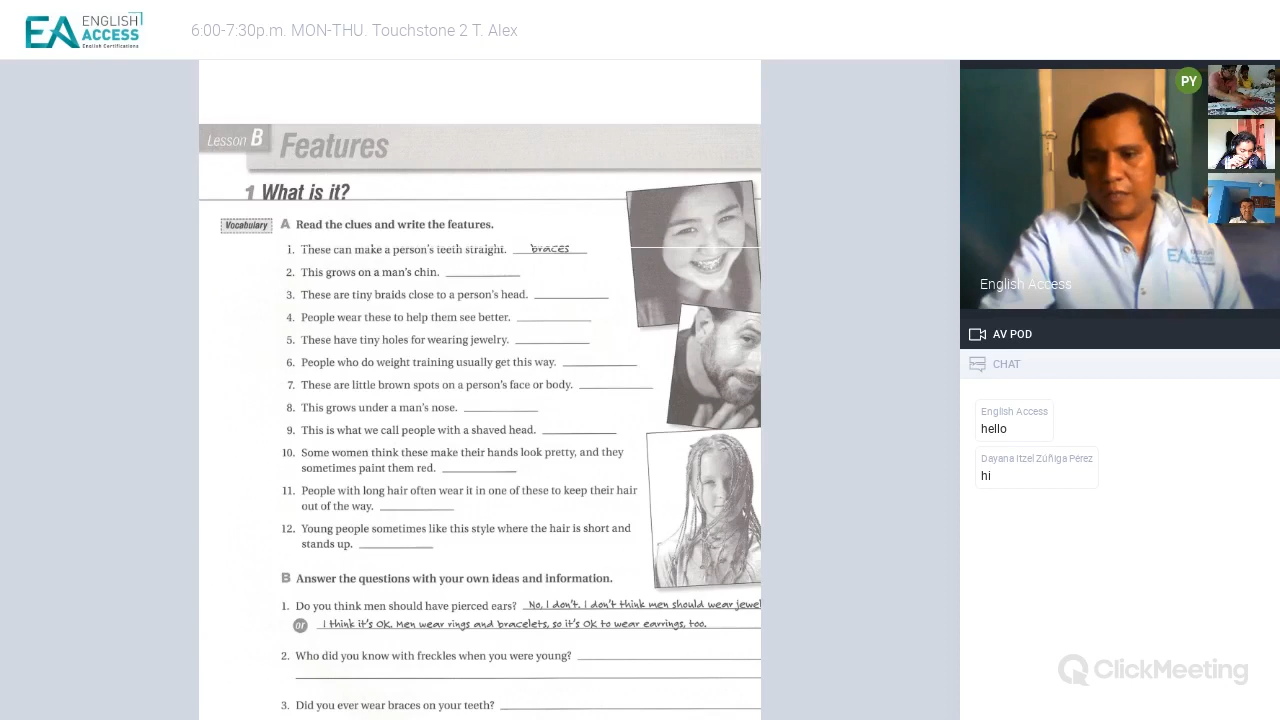 EA ENGLISH ACCESS
English Certifications
6:00-7:30p.m. MON-THU. Touchstone 2 T. Alex
Lesson B Features
1 What is it?
Vocabulary A Read the clues and write the features.
1. These can make a person's teeth straight. braces
2. This grows on a man's chin.
3. These are tiny braids close to a person's head.
4. People wear these to help them see better.
5. These have tiny holes for wearing jewelry.
6. People who do weight training usually get this way.
7. These are little brown spots on a person's face or body.
8. This grows under a man's nose.
9. This is what we call people with a shaved head.
10. Some women think these make their hands look pretty, and they
sometimes paint them red.
11. People with long hair often wear it in one of these to keep their hair
out of the way.
12. Young people sometimes like this style where the hair is short and
stands up.
B Answer the questions with your own ideas and information.
1. Do you think men should have pierced ears? No, I don't. I don't think men should wear jewel
or I think it's OK. Men wear rings and bracelets, so it's OK to wear earrings, too.
2. Who did you know with freckles when you were young?
3. Did you ever wear braces on your teeth?
PY
EA ENGLISH ACCESS
English Access
AV POD
CHAT
English Access
hello
Dayana Itzel Zúñiga Pérez
hi
ClickMeeting